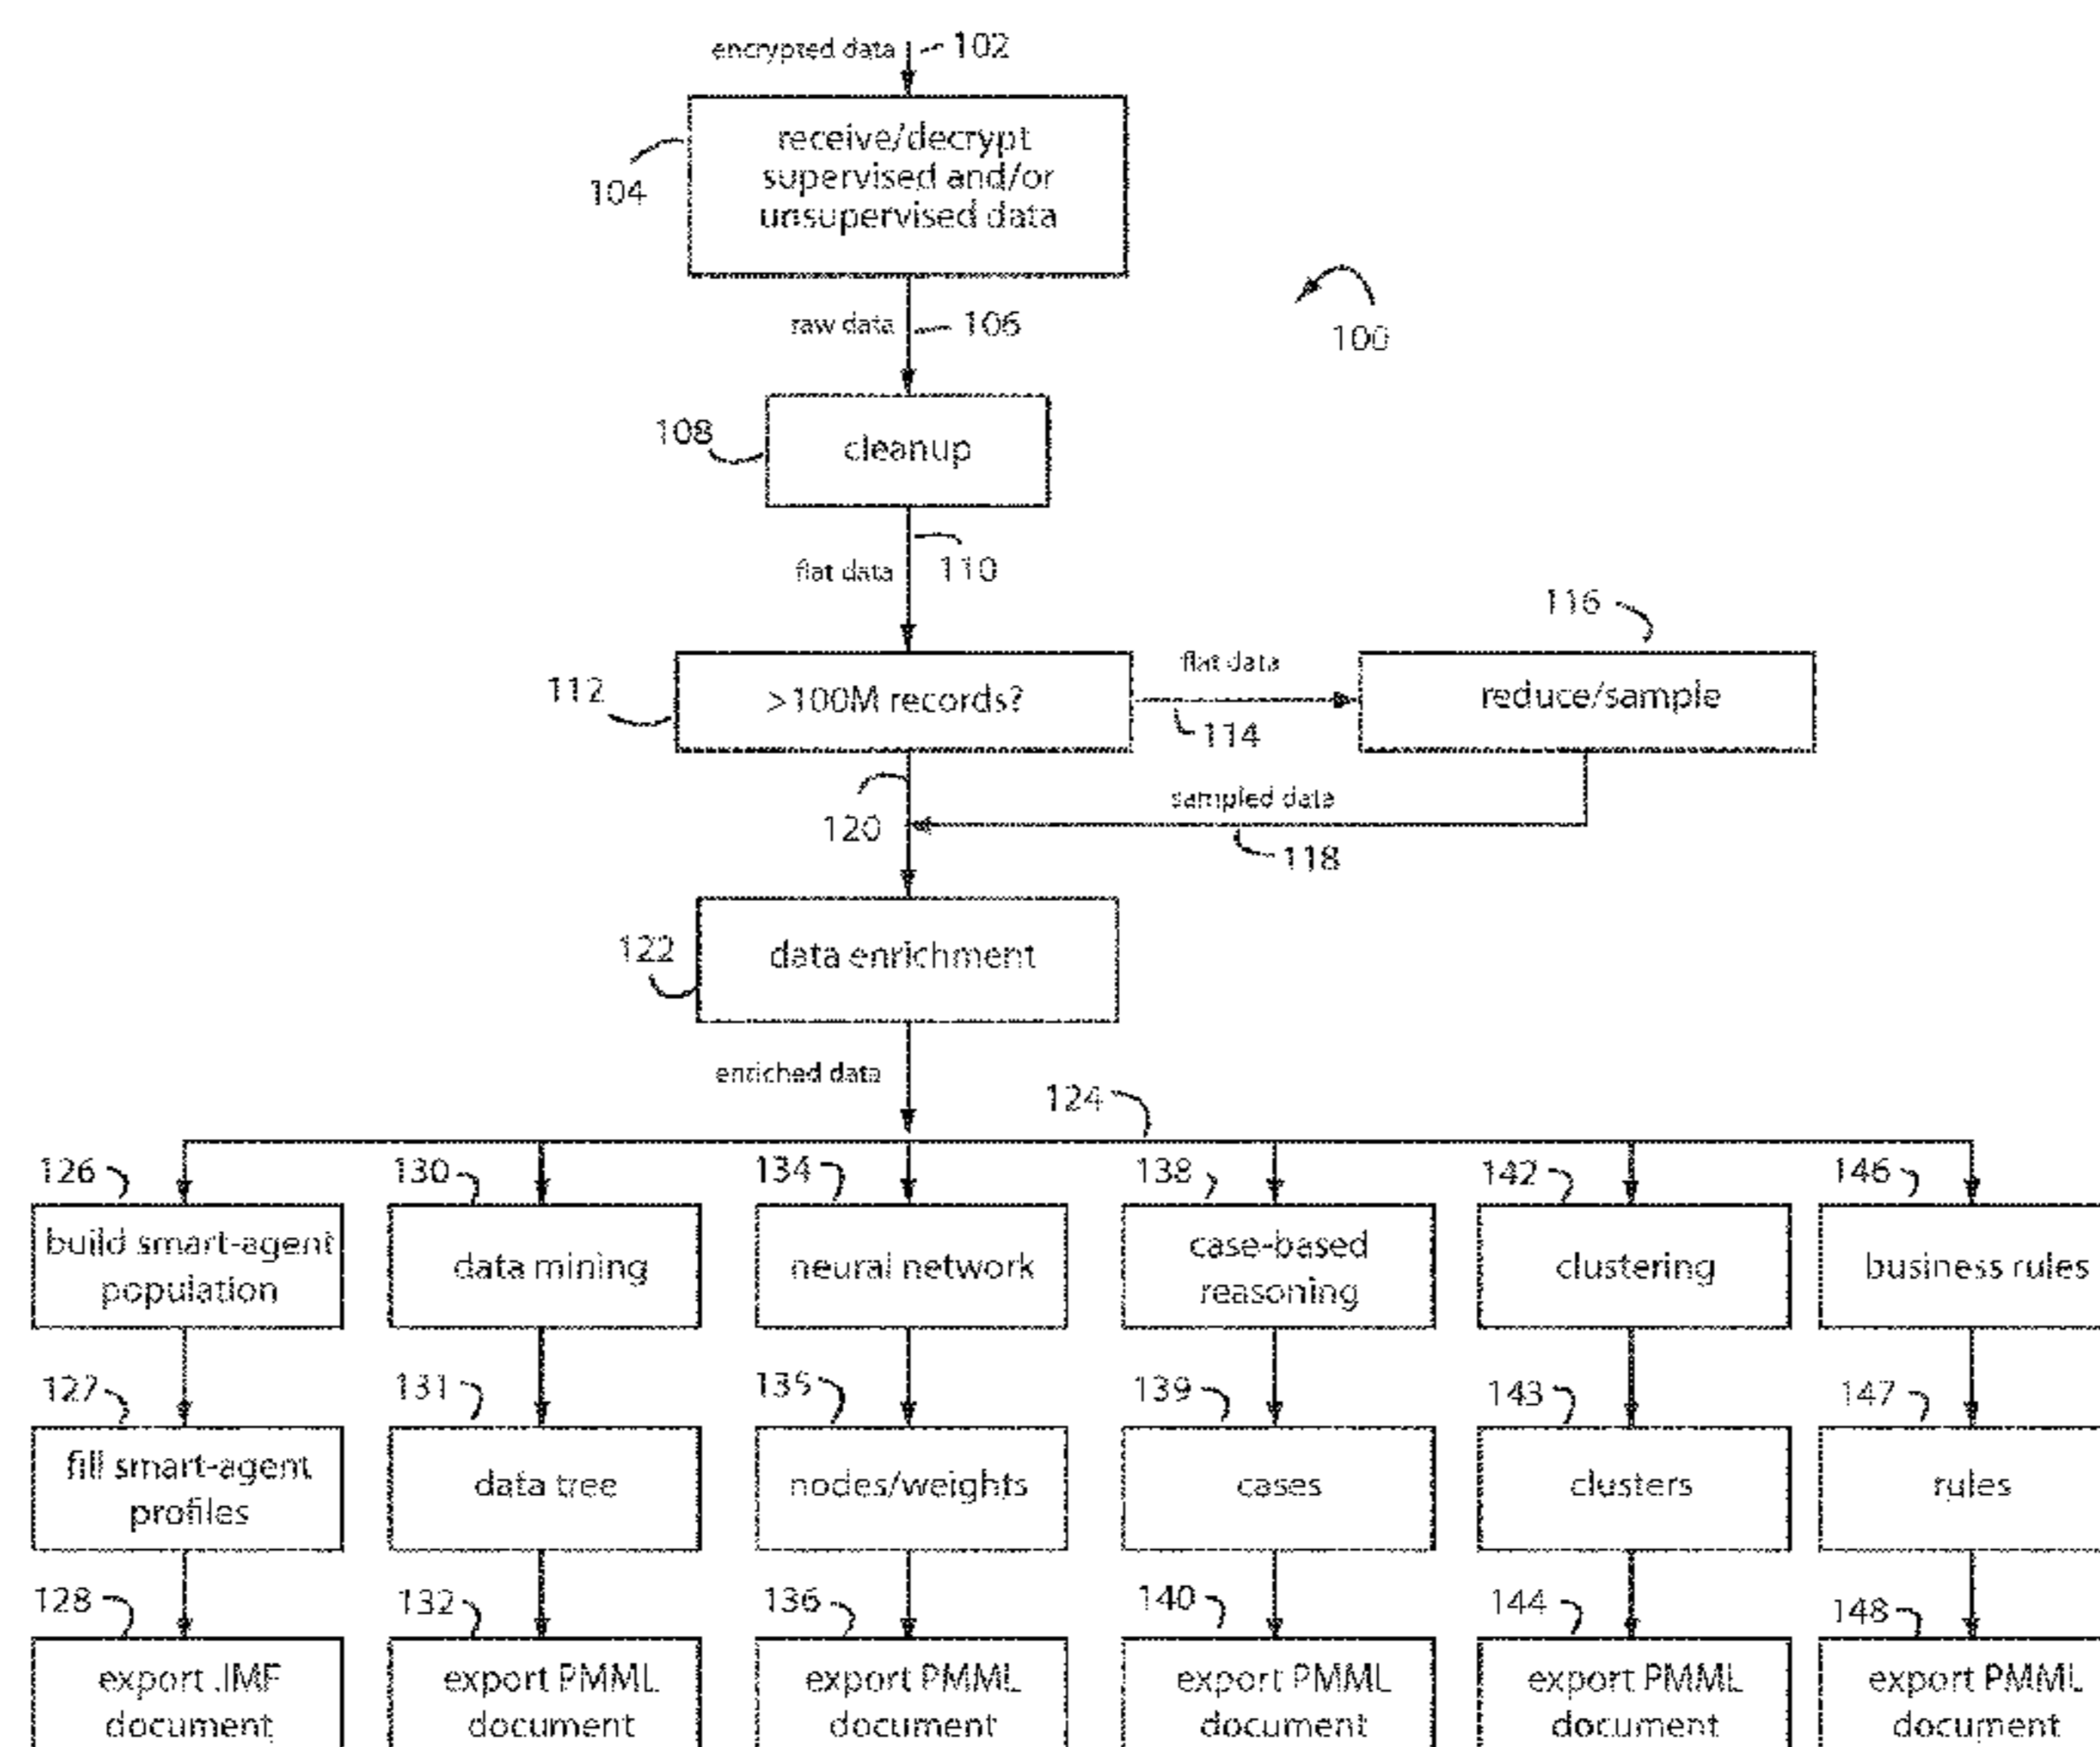 encrypted data
102
receive/decrypt
supervised and/or
unsupervised data
104
raw data
106
100
108
cleanup
flat data
110
116
112
>100M records?
flat data
114
reduce/sample
120
sampled data
118
122
data enrichment
enriched data
124
126
130
134
138
142
146
build smart-agent
population
data mining
neural network
case-based
reasoning
clustering
business rules
127
131
135
139
143
147
fill smart-agent
profiles
data tree
nodes/weights
cases
clusters
rules
128
132
136
140
144
148
export .IMF
document
export PMML
document
export PMML
document
export PMML
document
export PMML
document
export PMML
document